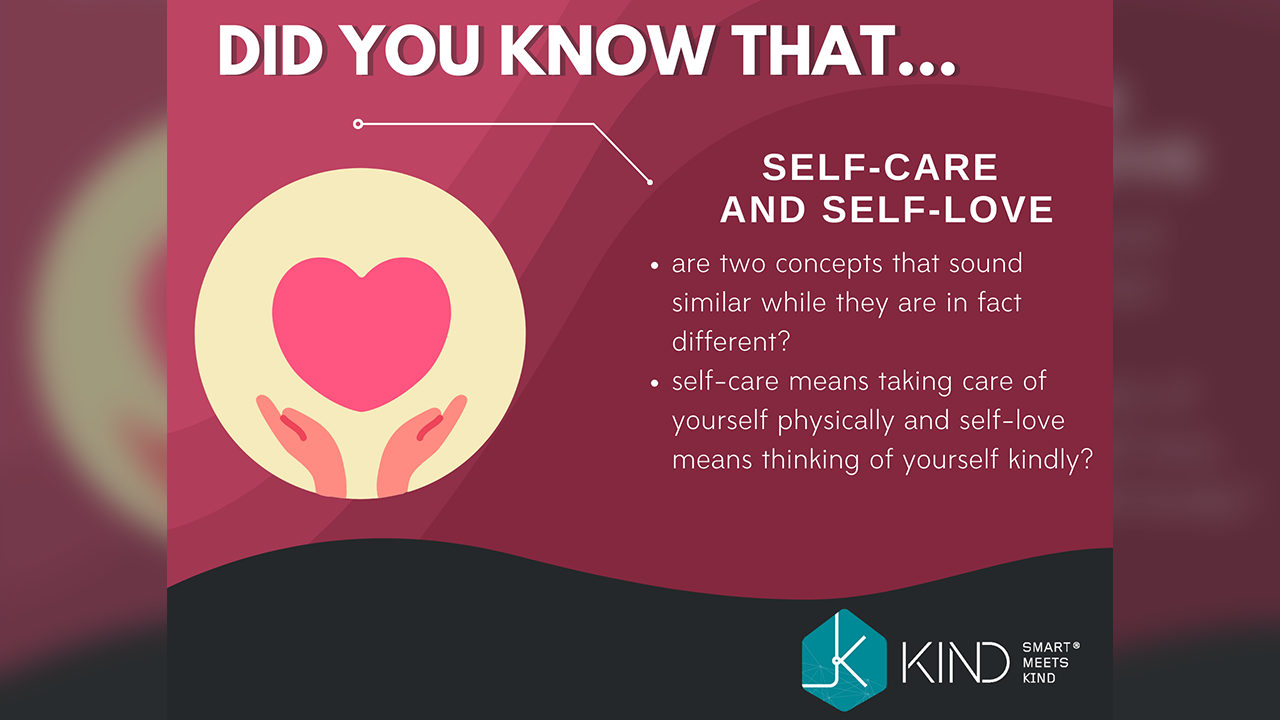 DID YOU KNOW THAT...
SELF-CARE
AND SELF-LOVE
• are two concepts that sound
similar while they are in fact
different?
• self-care means taking care of
yourself physically and self-love
means thinking of yourself kindly?
KIND
SMART®
MEETS
KIND